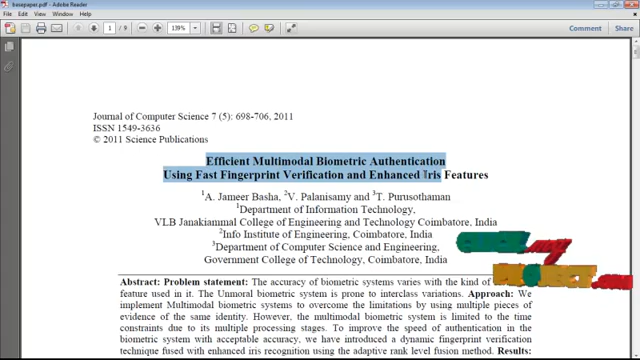 basepaper.pdf - Adobe Reader
File Edit View Window Help
1 / 9 139% Comment Share
Journal of Computer Science 7 (5): 698-706, 2011
ISSN 1549-3636
© 2011 Science Publications
Efficient Multimodal Biometric Authentication
Using Fast Fingerprint Verification and Enhanced Iris Features
1A. Jameer Basha, 2V. Palanisamy and 3T. Purusothaman
1Department of Information Technology,
VLB Janakiammal College of Engineering and Technology Coimbatore, India
2Info Institute of Engineering, Coimbatore, India
3Department of Computer Science and Engineering,
Government College of Technology, Coimbatore, India
Abstract: Problem statement: The accuracy of biometric systems varies with the kind of
feature used in it. The Unmoral biometric system is prone to interclass variations. Approach: We
implement Multimodal biometric systems to overcome the limitations by using multiple pieces of
evidence of the same identity. However, the multimodal biometric system is limited to the time
constraints due to its multiple processing stages. To improve the speed of authentication in the
biometric system with acceptable accuracy, we have introduced a dynamic fingerprint verification
technique fused with enhanced iris recognition using the adaptive rank level fusion method. Results: